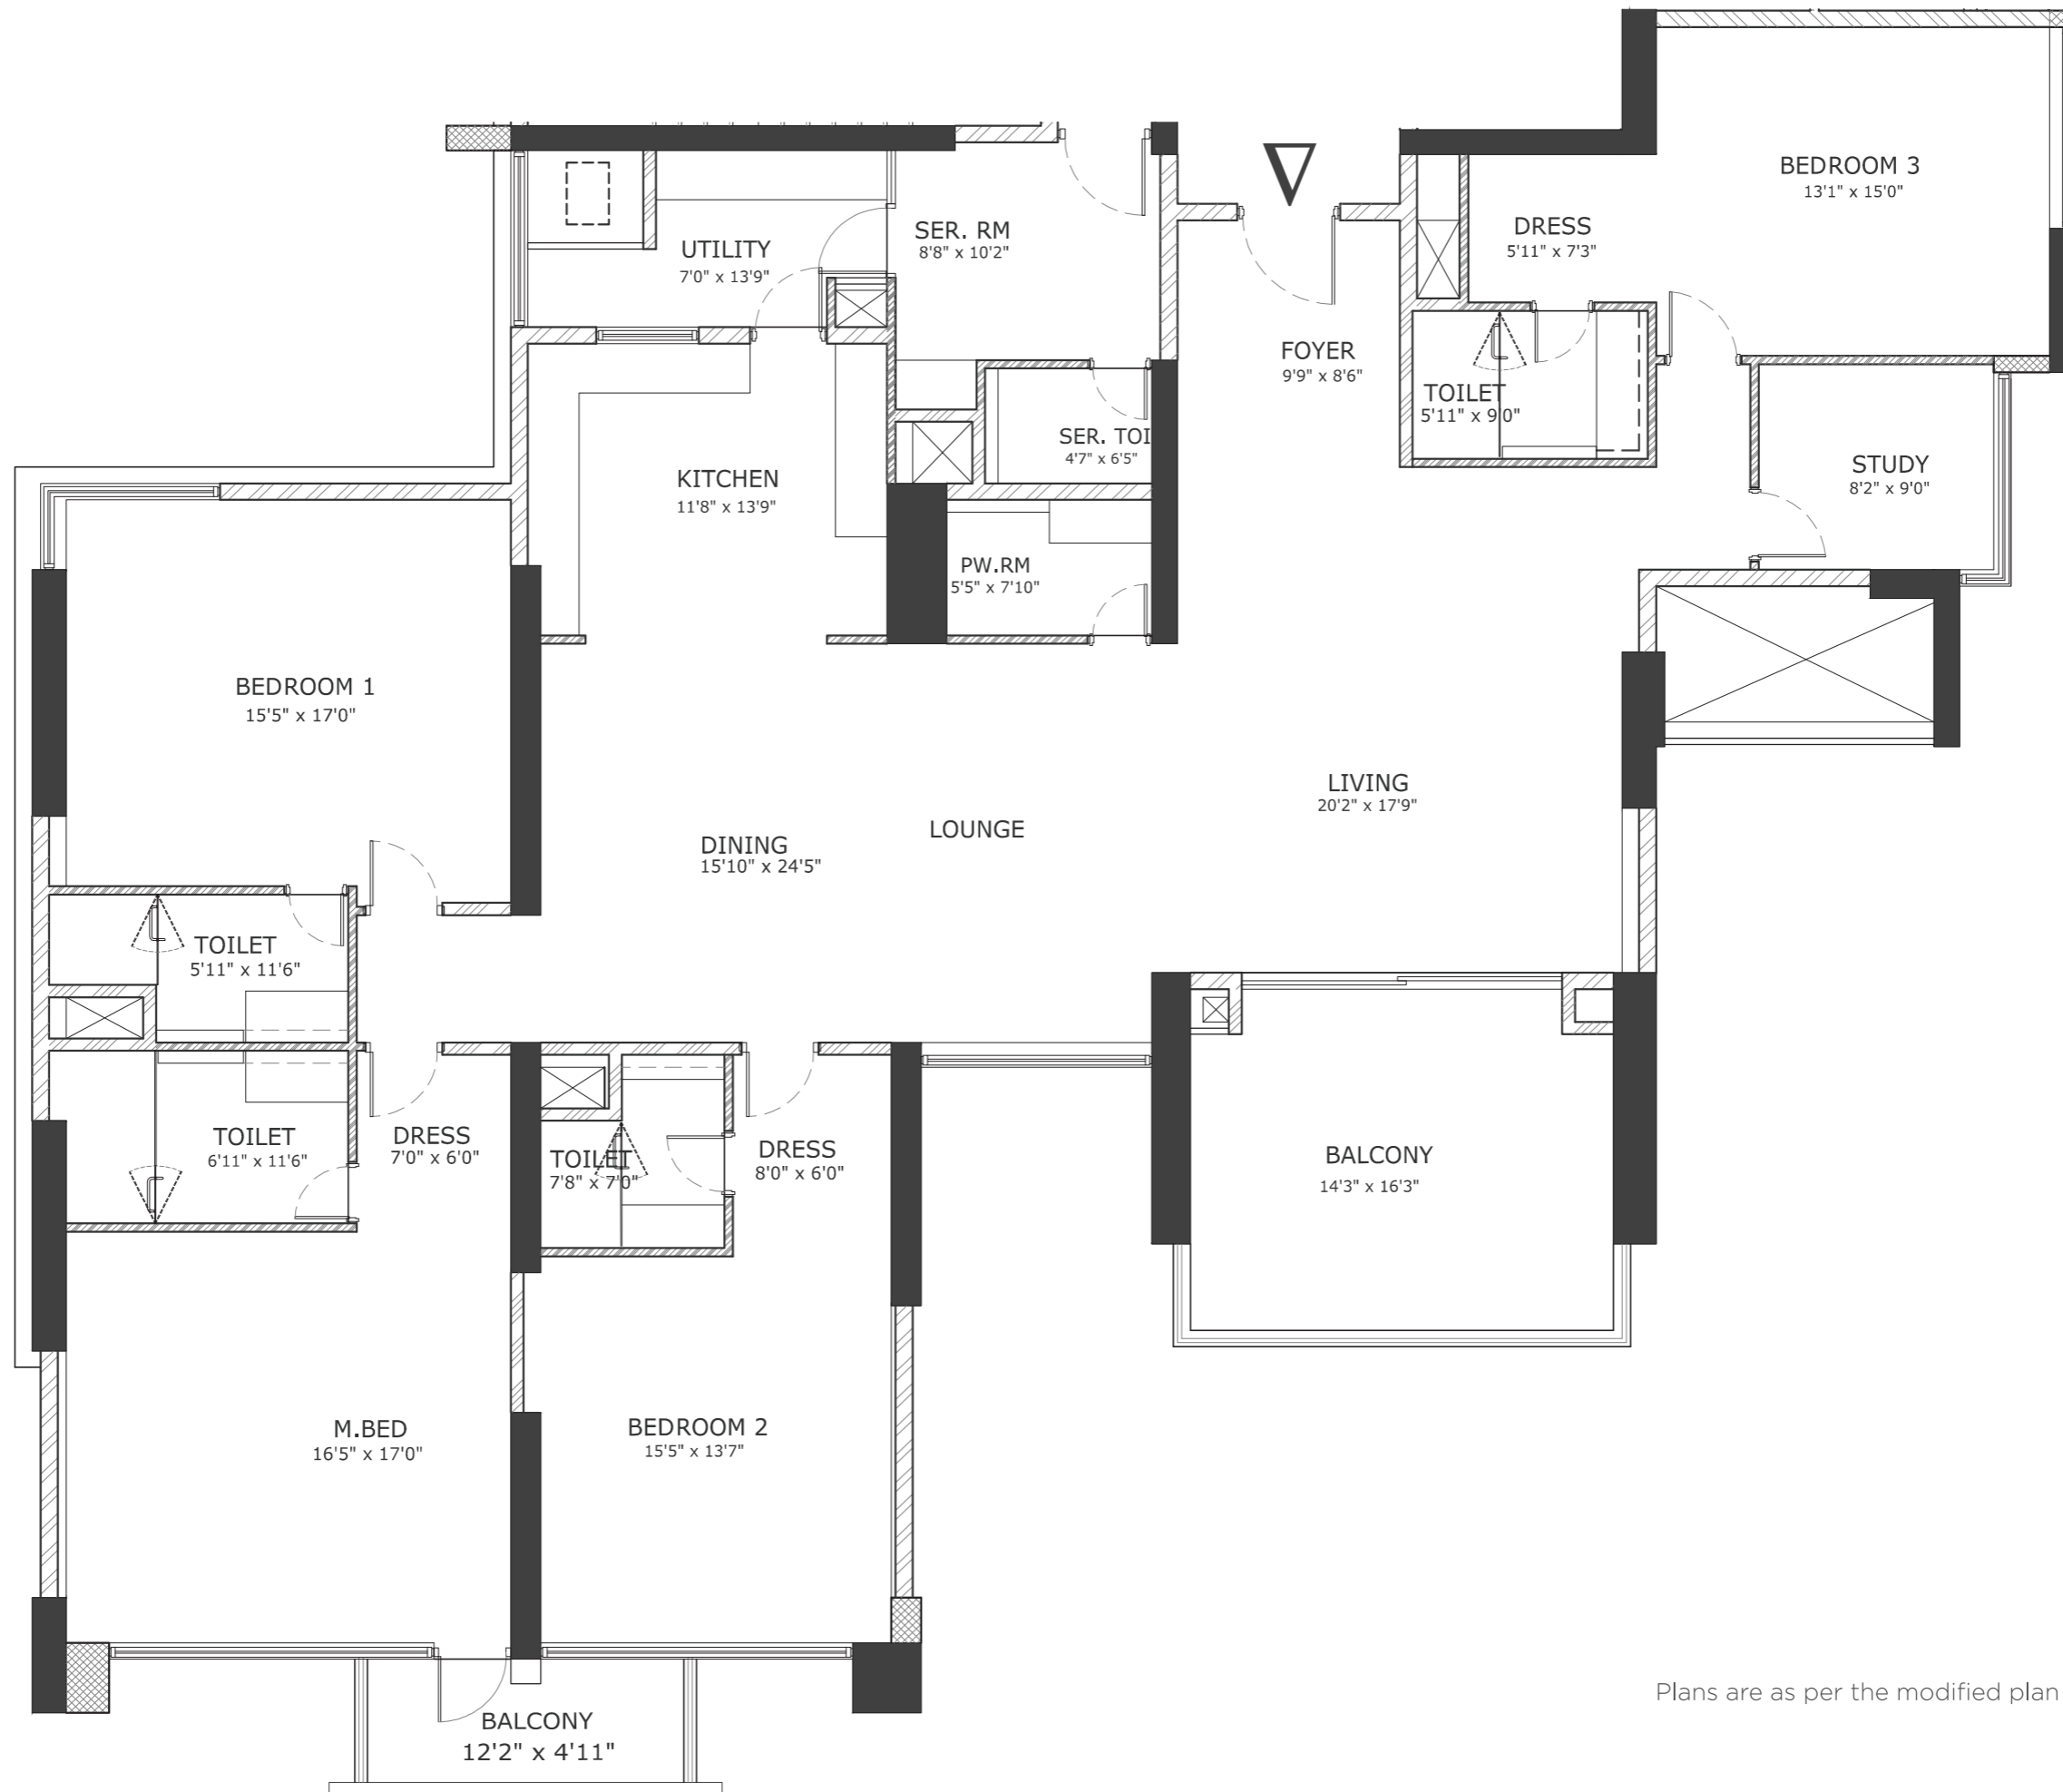 BEDROOM 3
13'1" x 15'0"
DRESS
5'11" x 7'3"
SER. RM
8'8" x 10'2"
UTILITY
7'0" x 13'9"
FOYER
9'9" x 8'6"
TOILET
5'11" x 9'0"
SER. TOI
4'7" x 6'5"
STUDY
8'2" x 9'0"
KITCHEN
11'8" x 13'9"
PW.RM
5'5" x 7'10"
BEDROOM 1
15'5" x 17'0"
LIVING
20'2" x 17'9"
LOUNGE
DINING
15'10" x 24'5"
TOILET
5'11" x 11'6"
TOILET
6'11" x 11'6"
DRESS
7'0" x 6'0"
TOILET
7'8" x 7'0"
DRESS
8'0" x 6'0"
BALCONY
14'3" x 16'3"
M.BED
16'5" x 17'0"
BEDROOM 2
15'5" x 13'7"
Plans are as per the modified plan
BALCONY
12'2" x 4'11"